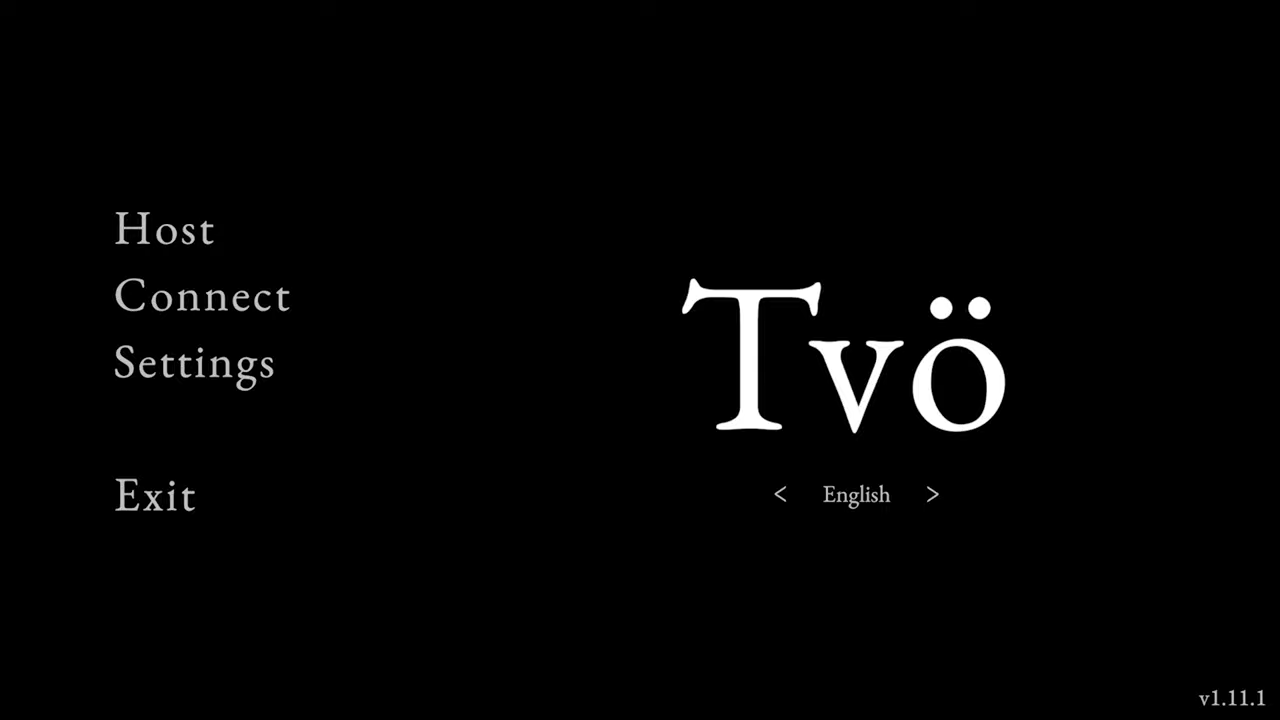 Host
Connect
Settings
Exit
Tvö
< English >
v1.11.1